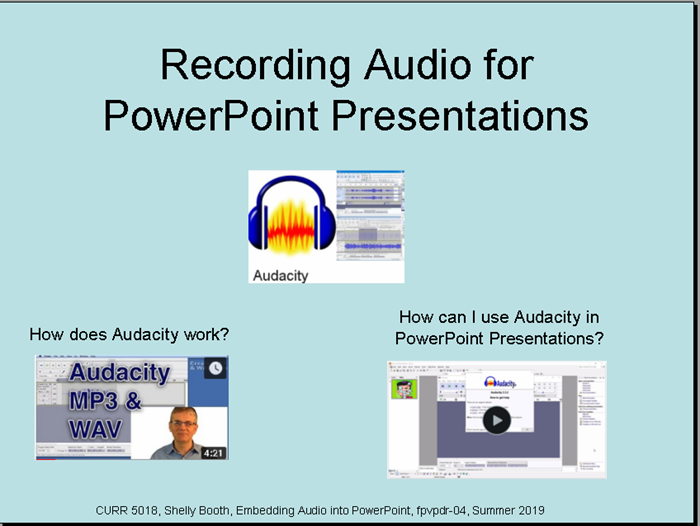 Recording Audio for
PowerPoint Presentations
Audacity
How does Audacity work?
How can I use Audacity in
PowerPoint Presentations?
Audacity
MP3 &
WAV
4:21
Audacity
CURR 5018, Shelly Booth, Embedding Audio into PowerPoint, fpvpdr-04, Summer 2019